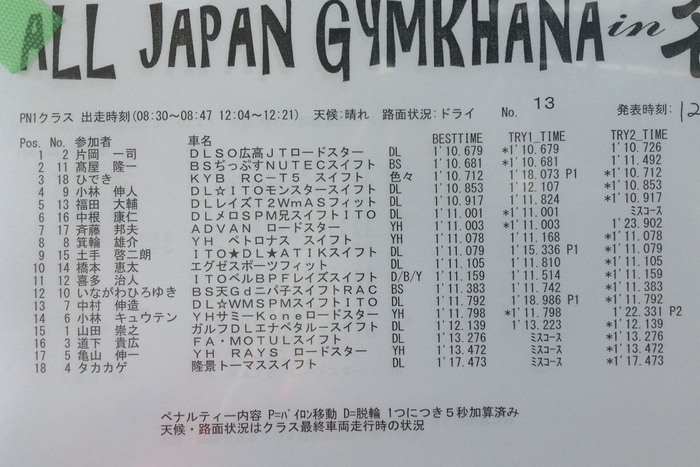 ALL JAPAN GYMKHANA in
PN1クラス 出走時刻(08:30～08:47 12:04～12:21) 天候:晴れ 路面状況:ドライ No. 13 発表時刻: 12
Pos. No. 参加者 車名 BESTTIME TRY1_TIME TRY2_TIME
1 2 片岡 一司 DLSO広高JTロードスター DL 1'10.679 *1'10.679 1'10.726
2 11 髙屋 隆一 BSぢっぷすNUTECスイフト BS 1'10.681 *1'10.681 1'11.492
3 18 ひでき KYB RC-T5 スイフト 色々 1'10.712 1'18.073 P1 *1'10.712
4 9 小林 伸人 DL☆ITOモンスタースイフト DL 1'10.853 1'12.107 *1'10.853
5 13 福田 大輔 DLレイズT2WmASフィット DL 1'10.917 1'11.824 *1'10.917
6 16 中根 康仁 DLメロSPM兄スイフトITO DL 1'11.001 *1'11.001 ミスコース
7 17 斉藤 邦夫 ADVAN ロードスター YH 1'11.003 *1'11.003 1'23.902
8 8 箕輪 雄介 YH ペトロナス スイフト YH 1'11.078 1'11.168 *1'11.078
9 15 土手 啓二朗 ITO★DL★ATIKスイフト DL 1'11.079 1'15.336 P1 *1'11.079
10 14 橋本 恵太 エグゼスポーツフィット DL 1'11.105 1'11.810 *1'11.105
11 12 喜多 治人 ITOベルBPFレイズスイフト D/B/Y 1'11.159 1'11.514 *1'11.159
12 10 いながわひろゆき BS天Gdニパ子スイフトRAC BS 1'11.383 1'11.742 *1'11.383
13 7 中村 伸造 DL☆WMSPMスイフトITO DL 1'11.792 1'18.986 P1 *1'11.792
14 6 小林 キュウテン YHサミーKoneロードスター YH 1'11.798 *1'11.798 1'22.331 P2
15 1 山田 崇之 ガルフDLエナペタルースイフト DL 1'12.139 1'13.223 *1'12.139
16 3 道下 貴広 FA・MOTULスイフト DL 1'13.276 ミスコース *1'13.276
17 5 亀山 伸一 YH RAYS ロードスター YH 1'13.472 ミスコース *1'13.472
18 4 タカカゲ 隆景トーマススイフト DL 1'17.473 ミスコース *1'17.473
ペナルティー内容 P=パイロン移動 D=脱輪 1つにつき5秒加算済み
天候・路面状況はクラス最終車両走行時の状況